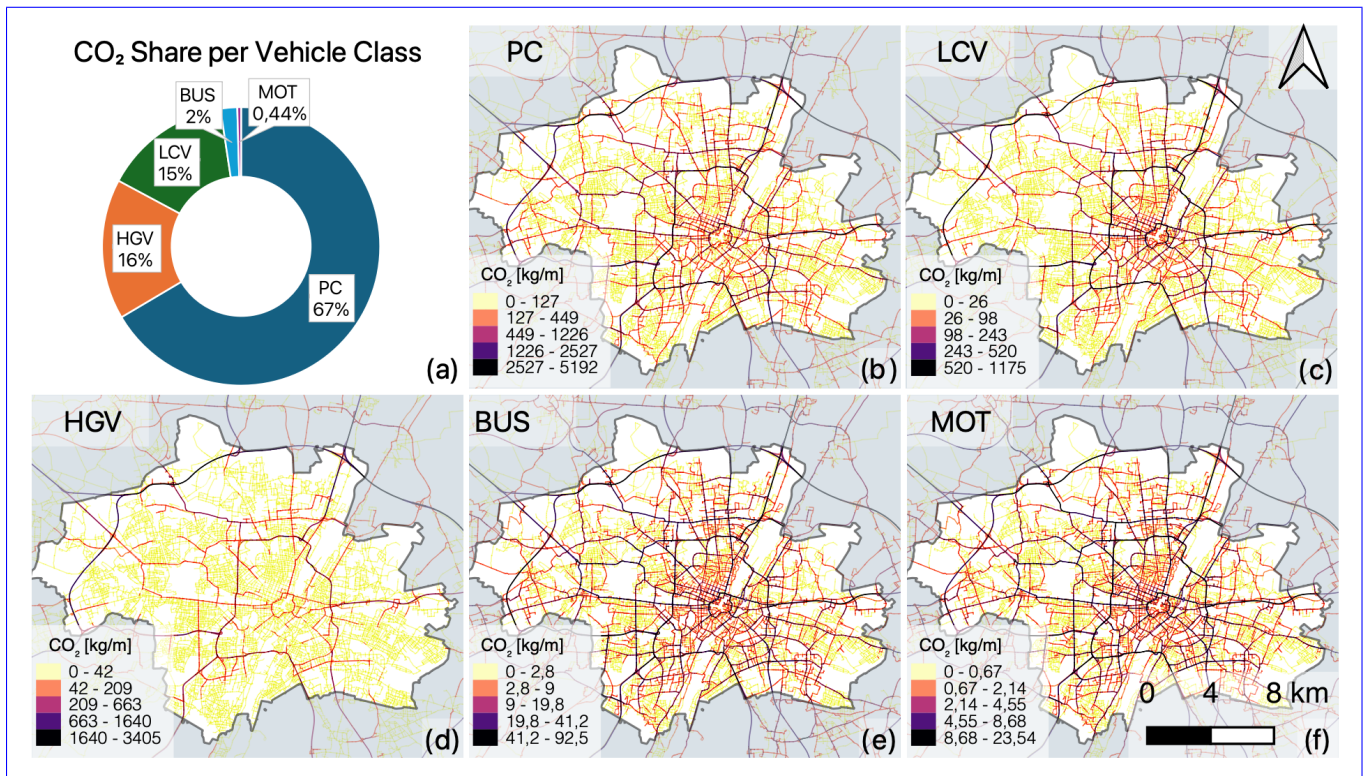 CO₂ Share per Vehicle Class
BUS
2%
MOT
0,44%
LCV
15%
HGV
16%
PC
67%
(a)
PC
CO₂ [kg/m]
0 - 127
127 - 449
449 - 1226
1226 - 2527
2527 - 5192
(b)
LCV
CO₂ [kg/m]
0 - 26
26 - 98
98 - 243
243 - 520
520 - 1175
(c)
HGV
CO₂ [kg/m]
0 - 42
42 - 209
209 - 663
663 - 1640
1640 - 3405
(d)
BUS
CO₂ [kg/m]
0 - 2,8
2,8 - 9
9 - 19,8
19,8 - 41,2
41,2 - 92,5
(e)
MOT
CO₂ [kg/m]
0 - 0,67
0,67 - 2,14
2,14 - 4,55
4,55 - 8,68
8,68 - 23,54
0 4 8 km
(f)